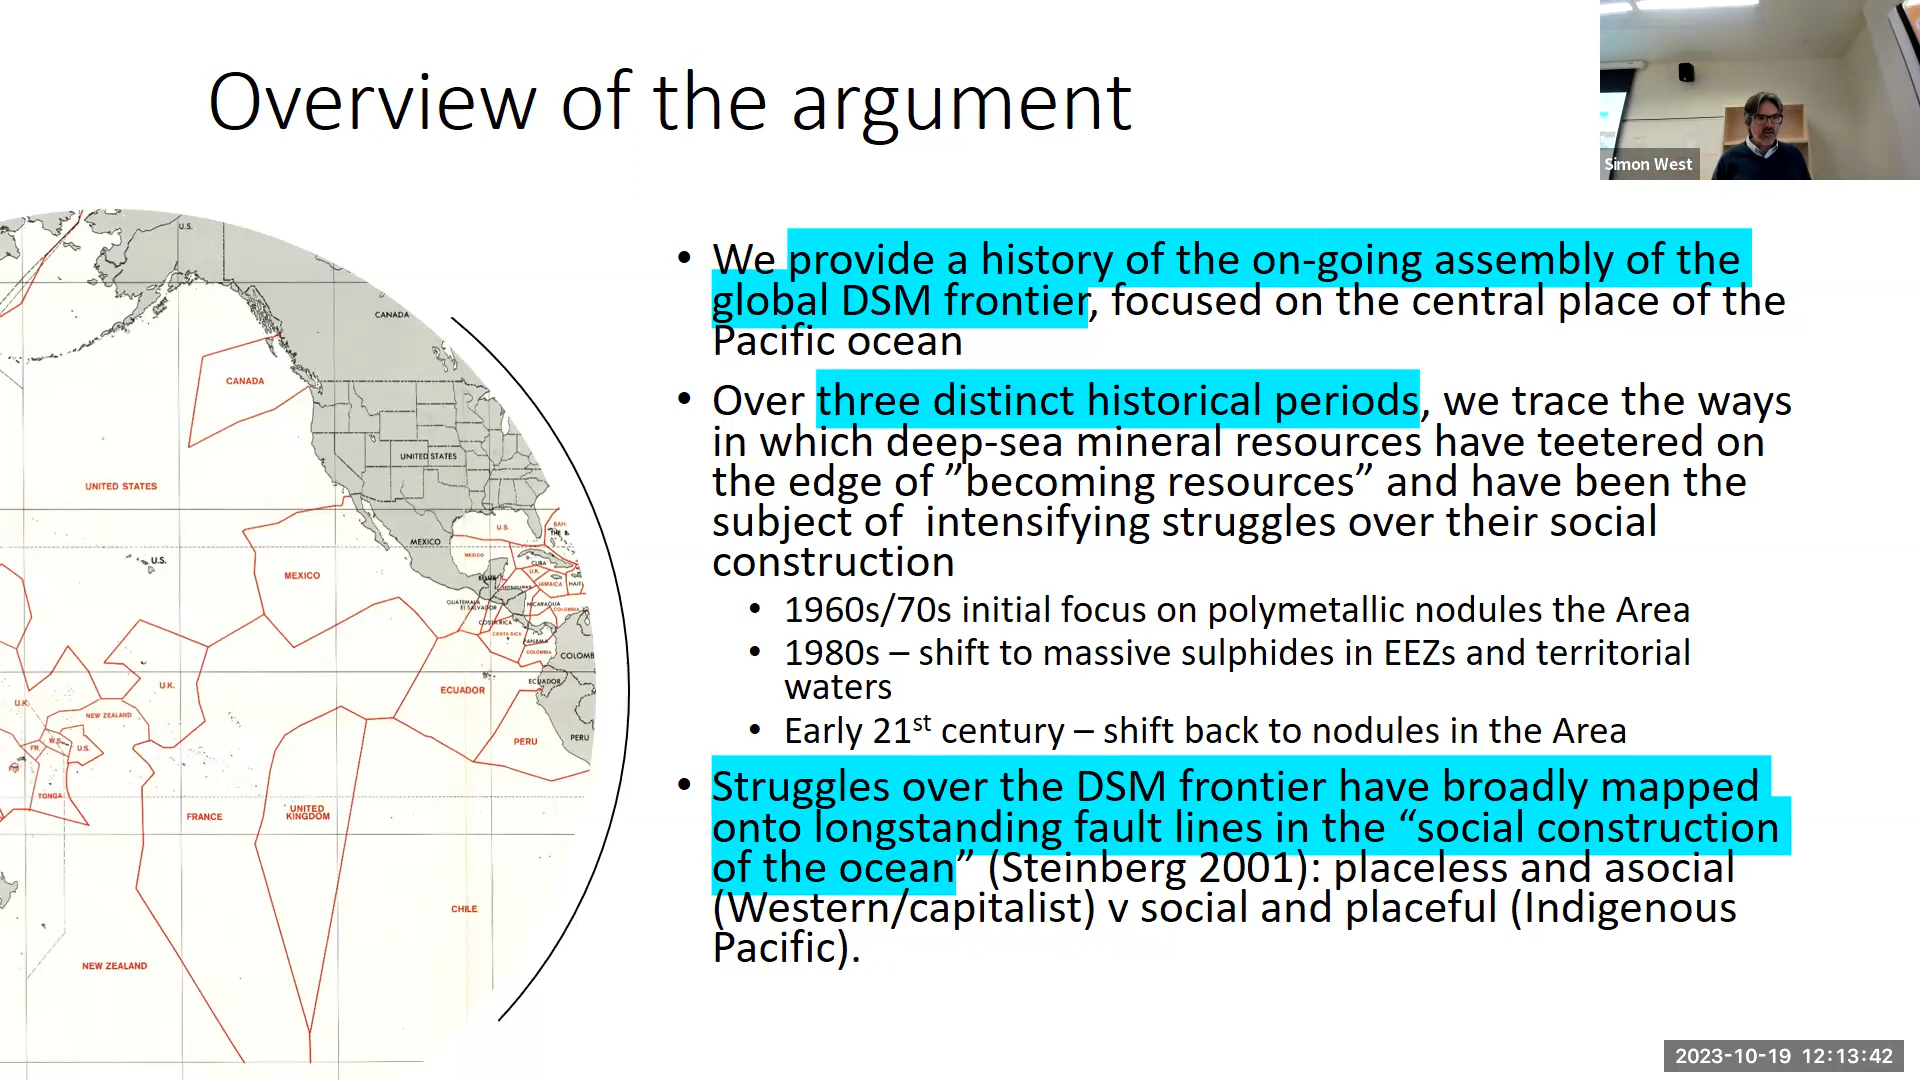 Overview of the argument
Simon West
• We provide a history of the on-going assembly of the
global DSM frontier, focused on the central place of the
Pacific ocean
• Over three distinct historical periods, we trace the ways
in which deep-sea mineral resources have teetered on
the edge of ”becoming resources” and have been the
subject of  intensifying struggles over their social
construction
• 1960s/70s initial focus on polymetallic nodules the Area
• 1980s – shift to massive sulphides in EEZs and territorial
waters
• Early 21st century – shift back to nodules in the Area
• Struggles over the DSM frontier have broadly mapped
onto longstanding fault lines in the “social construction
of the ocean” (Steinberg 2001): placeless and asocial
(Western/capitalist) v social and placeful (Indigenous
Pacific).
U.S.
CANADA
CANADA
UNITED STATES
UNITED STATES
U.S.
BAH.
MEXICO
MEXICO
U.S.
CUBA
U.K.
JAMAICA
HAITI
MEXICO
HONDURAS
GUATEMALA
EL SALVADOR
NICARAGUA
COLOMBIA
COSTA RICA
COSTA RICA
PANAMA
COLOMBIA
COLOMB
ECUADOR
ECUADOR
U.K.
U.K.
NEW ZEALAND
FR.
W.S.
U.S.
FIJI
PERU
PERU
TONGA
FRANCE
UNITED
KINGDOM
CHILE
NEW ZEALAND
2023-10-19 12:13:42